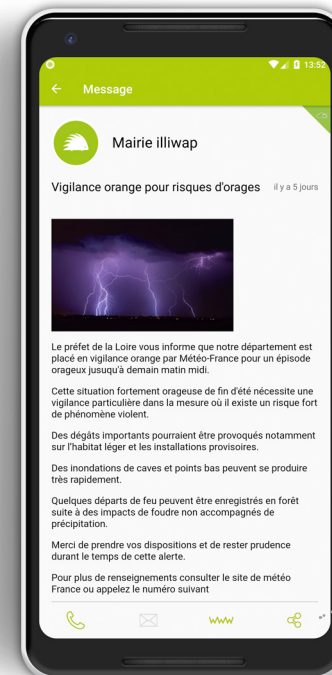 13:52
Message
Mairie illiwap
Vigilance orange pour risques d'orages il y a 5 jours
Le préfet de la Loire vous informe que notre département est
placé en vigilance orange par Météo-France pour un épisode
orageux jusuqu'à demain matin midi.
Cette situation fortement orageuse de fin d'été nécessite une
vigilance particulière dans la mesure où il existe un risque fort
de phénomène violent.
Des dégâts importants pourraient être provoqués notamment
sur l'habitat léger et les installations provisoires.
Des inondations de caves et points bas peuvent se produire
très rapidement.
Quelques départs de feu peuvent être enregistrés en forêt
suite à des impacts de foudre non accompagnés de
précipitation.
Merci de prendre vos dispositions et de rester prudence
durant le temps de cette alerte.
Pour plus de renseignements consulter le site de météo
France ou appelez le numéro suivant
www